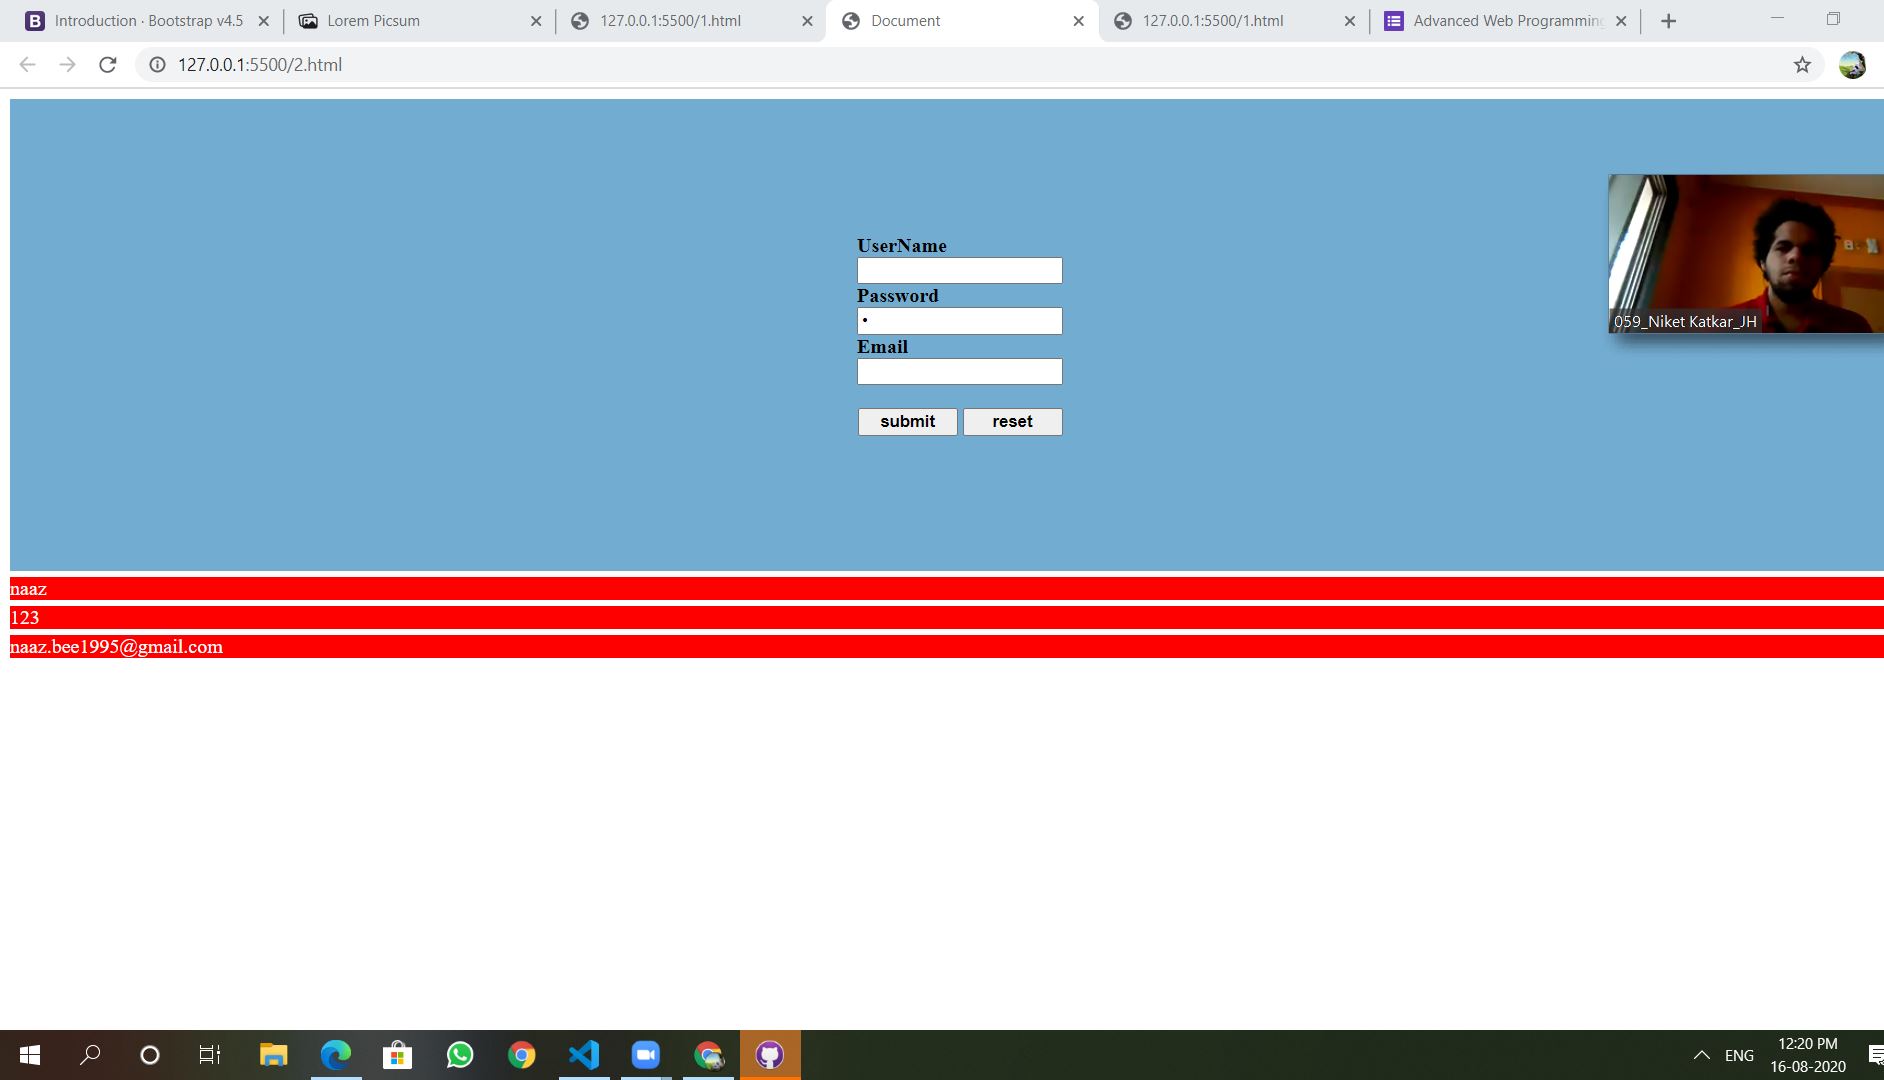 Introduction · Bootstrap v4.5
Lorem Picsum
127.0.0.1:5500/1.html
Document
127.0.0.1:5500/1.html
Advanced Web Programming
127.0.0.1:5500/2.html
UserName
Password
Email
submit reset
059_Niket Katkar_JH
naaz
123
naaz.bee1995@gmail.com
ENG
12:20 PM
16-08-2020